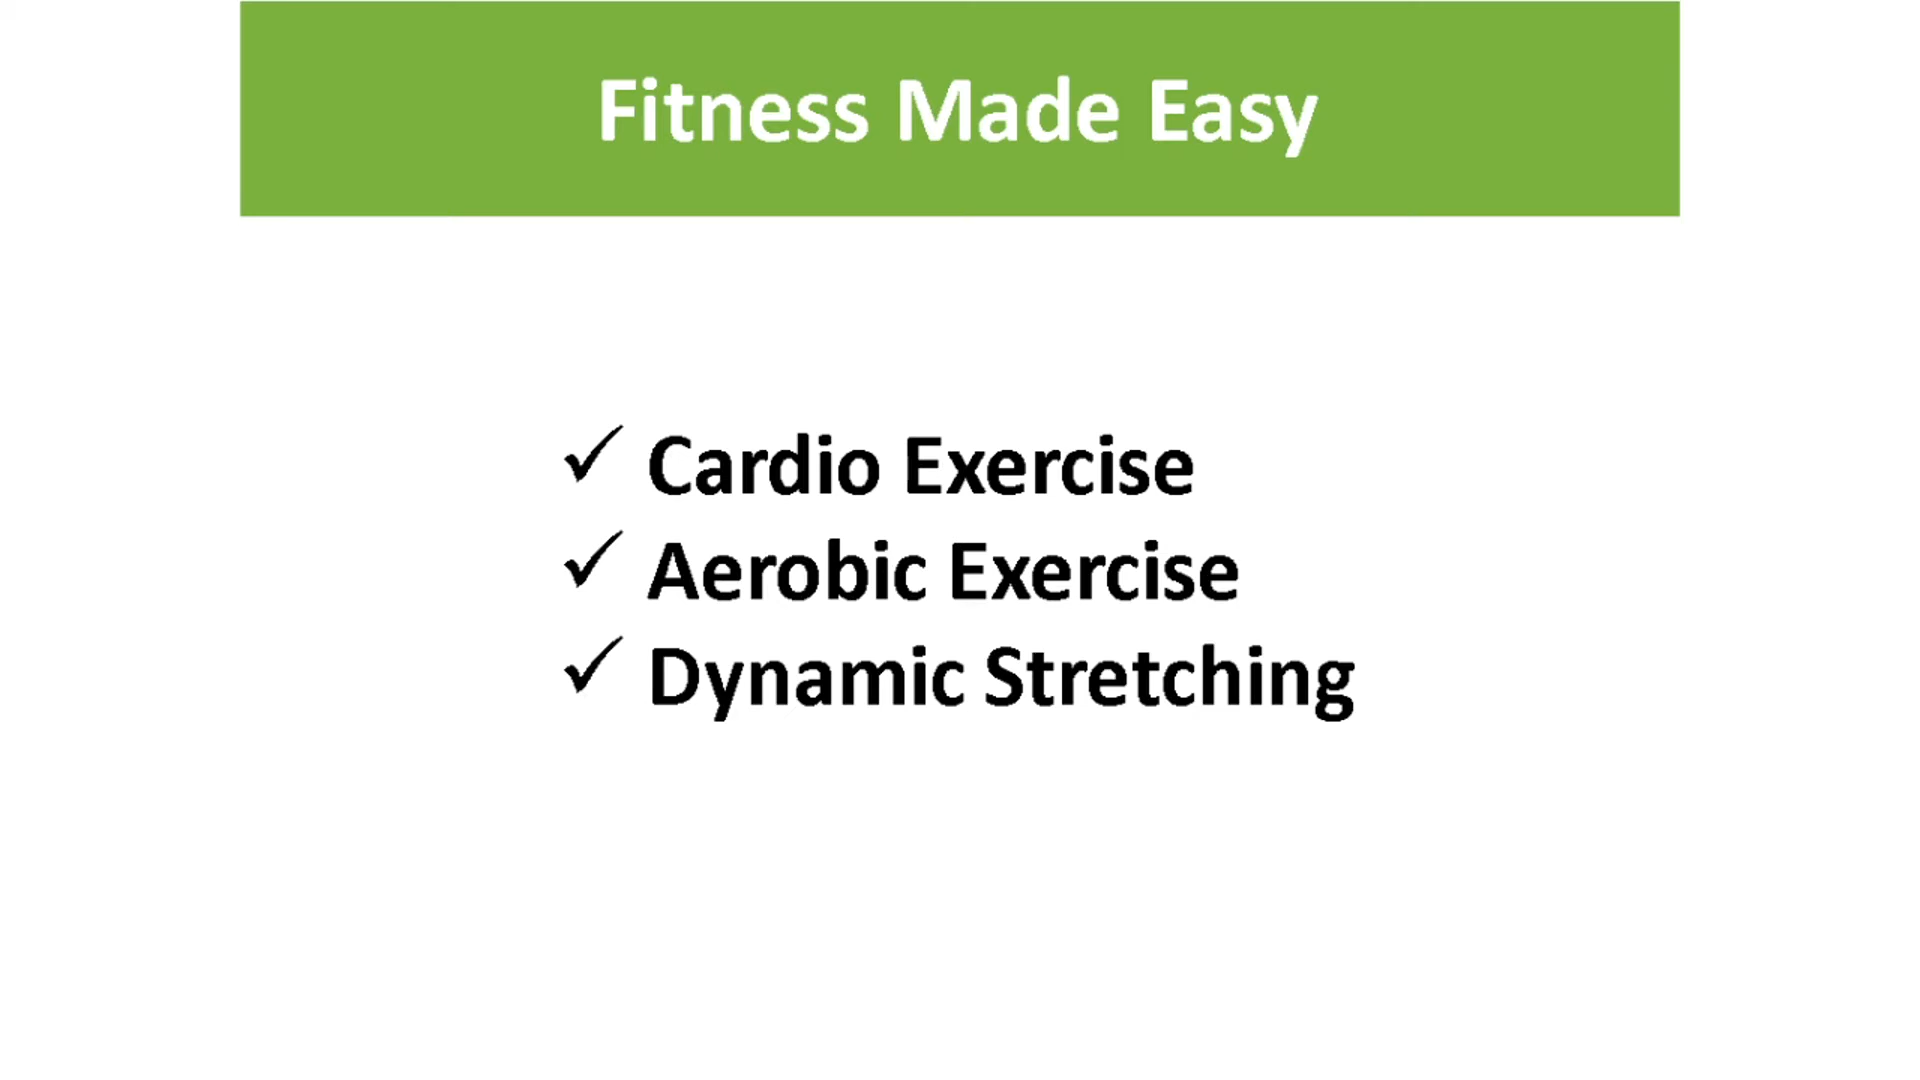 Fitness Made Easy
✓ Cardio Exercise
✓ Aerobic Exercise
✓ Dynamic Stretching